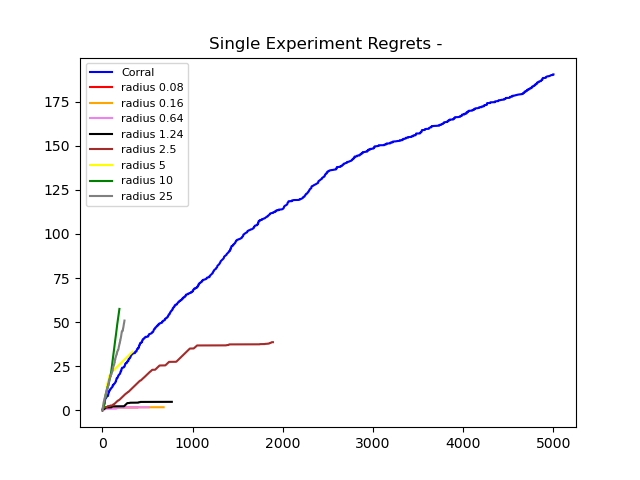 Single Experiment Regrets -
Corral
radius 0.08
radius 0.16
radius 0.64
radius 1.24
radius 2.5
radius 5
radius 10
radius 25
175
150
125
100
75
50
25
0
0 1000 2000 3000 4000 5000